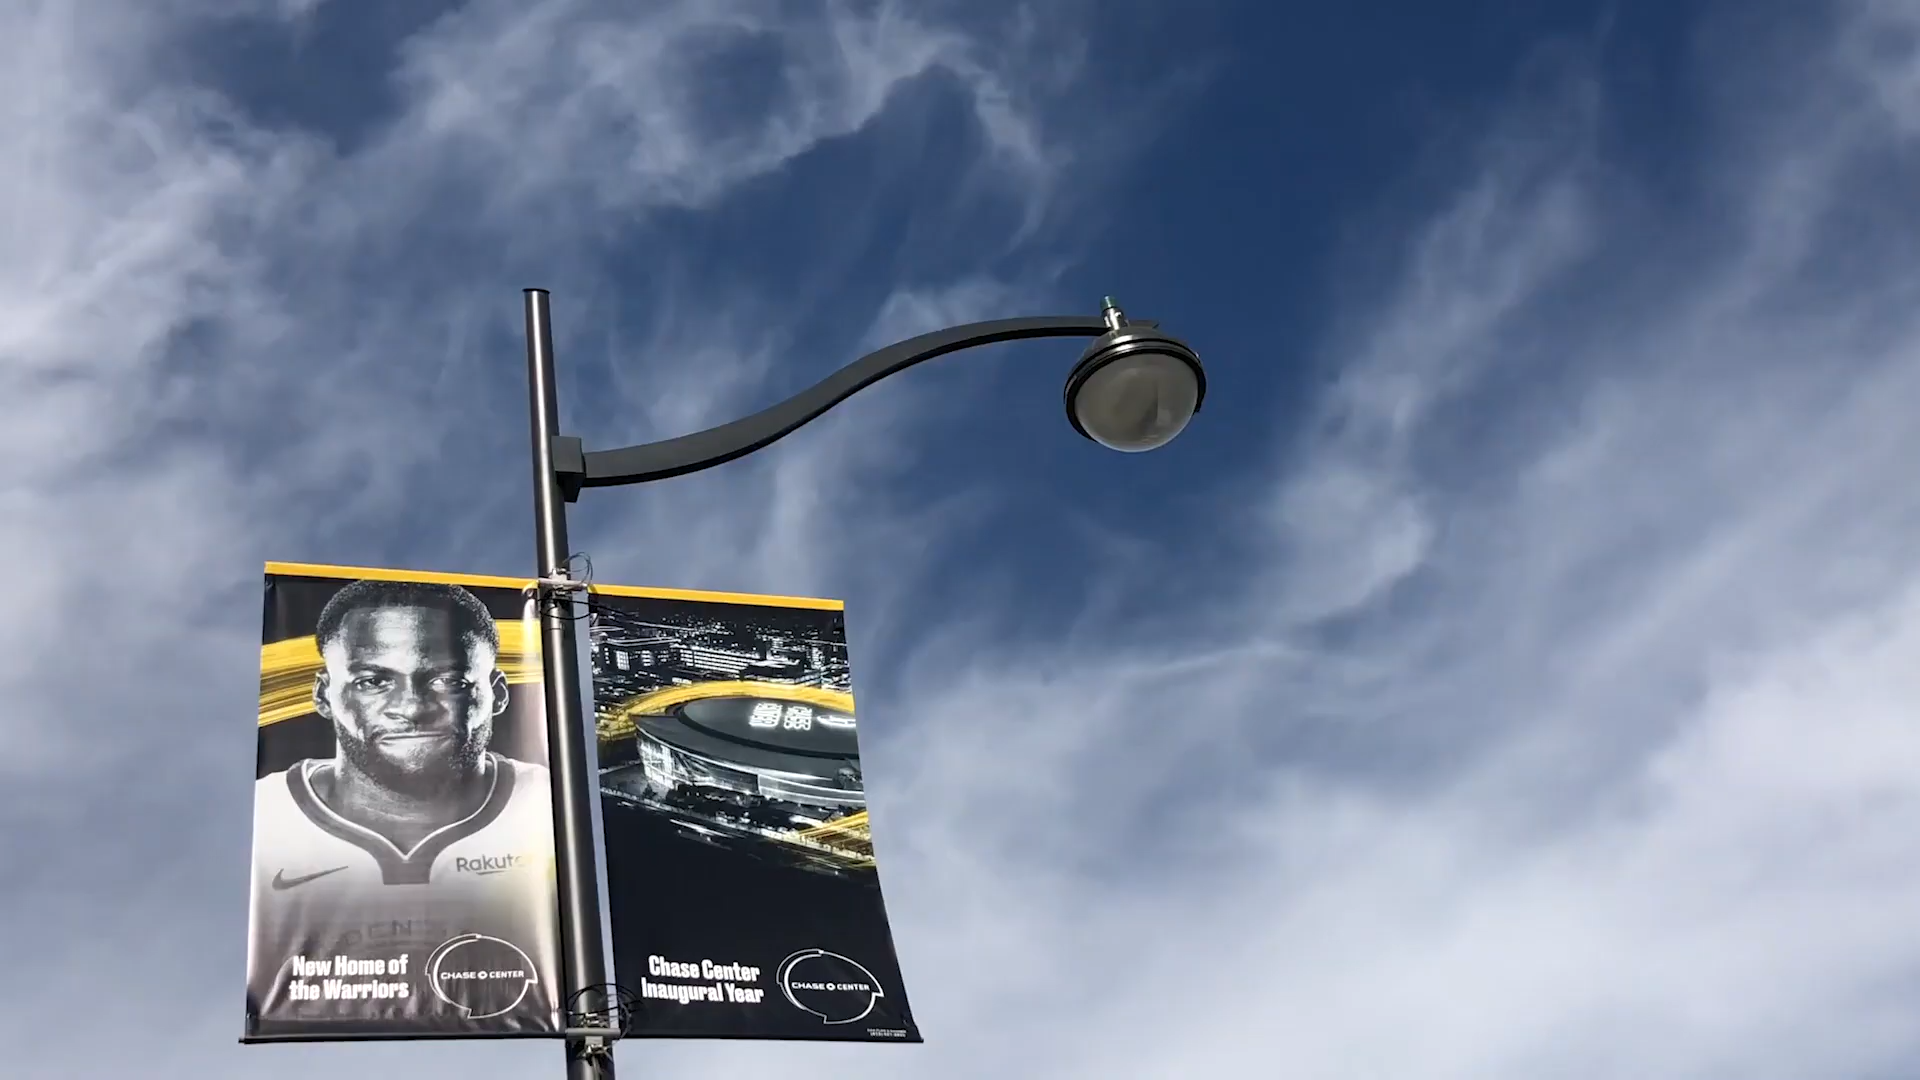 Rakuten
New Home of
the Warriors
CHASE CENTER
Chase Center
Inaugural Year
CHASE CENTER